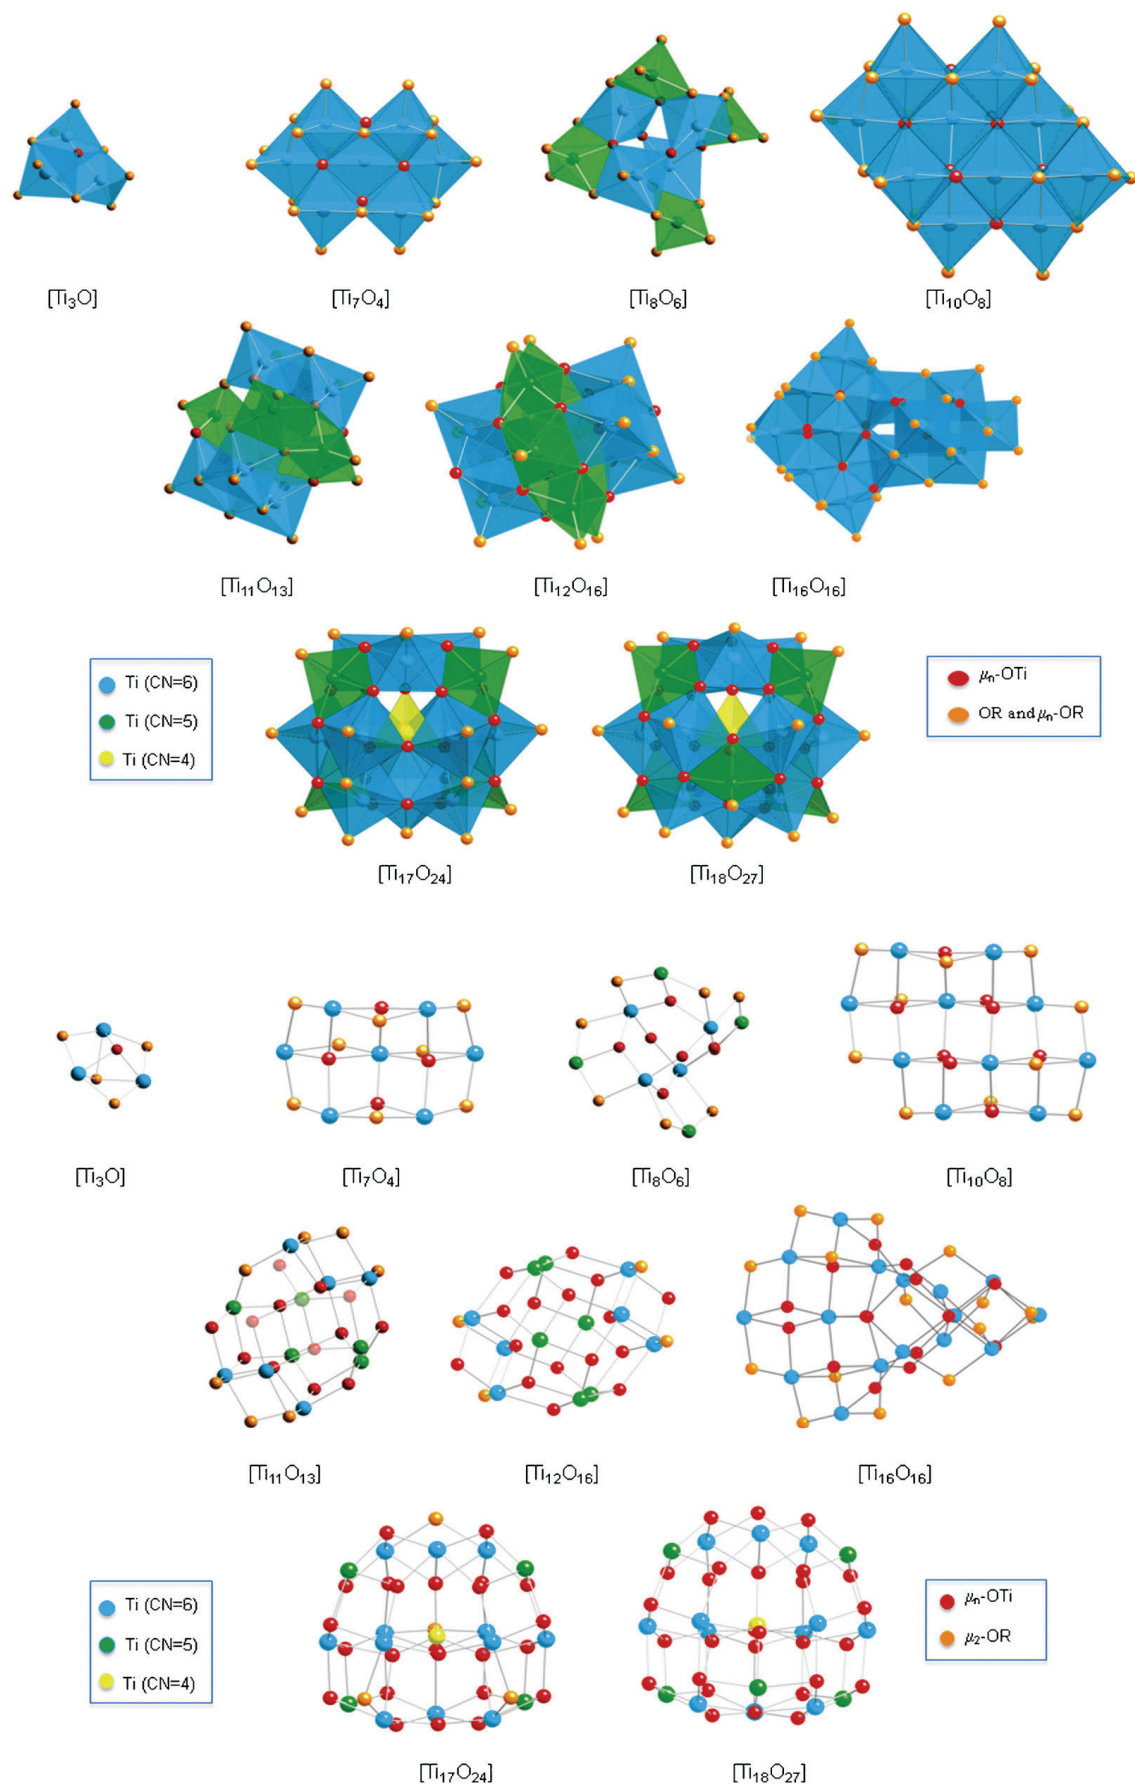 [Ti₃O] [Ti₇O₄] [Ti₈O₆] [Ti₁₀O₈]
[Ti₁₁O₁₃] [Ti₁₂O₁₆] [Ti₁₆O₁₆]
Ti (CN=6)
Ti (CN=5)
Ti (CN=4)
μₙ-OTi
OR and μₙ-OR
[Ti₁₇O₂₄] [Ti₁₈O₂₇]
[Ti₃O] [Ti₇O₄] [Ti₈O₆] [Ti₁₀O₈]
[Ti₁₁O₁₃] [Ti₁₂O₁₆] [Ti₁₆O₁₆]
Ti (CN=6)
Ti (CN=5)
Ti (CN=4)
μₙ-OTi
μ₂-OR
[Ti₁₇O₂₄] [Ti₁₈O₂₇]